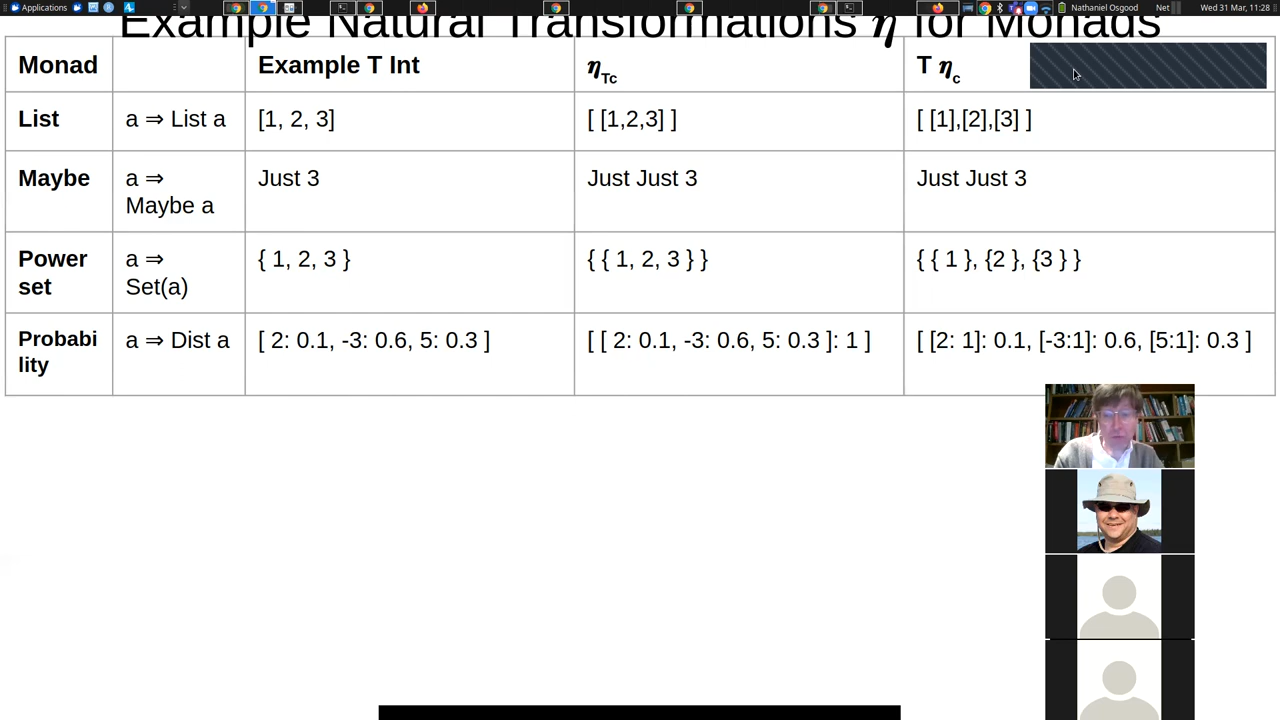 Applications
Nathaniel Osgood
Net
Wed 31 Mar, 11:28
Example Natural Transformations η for Monads
Monad
Example T Int
η Tc
T η c
List
a ⇒ List a
[1, 2, 3]
[ [1,2,3] ]
[ [1],[2],[3] ]
Maybe
a ⇒
Maybe a
Just 3
Just Just 3
Just Just 3
Power
set
a ⇒
Set(a)
{ 1, 2, 3 }
{ { 1, 2, 3 } }
{ { 1 }, {2 }, {3 } }
Probabi
lity
a ⇒ Dist a
[ 2: 0.1, -3: 0.6, 5: 0.3 ]
[ [ 2: 0.1, -3: 0.6, 5: 0.3 ]: 1 ]
[ [2: 1]: 0.1, [-3:1]: 0.6, [5:1]: 0.3 ]